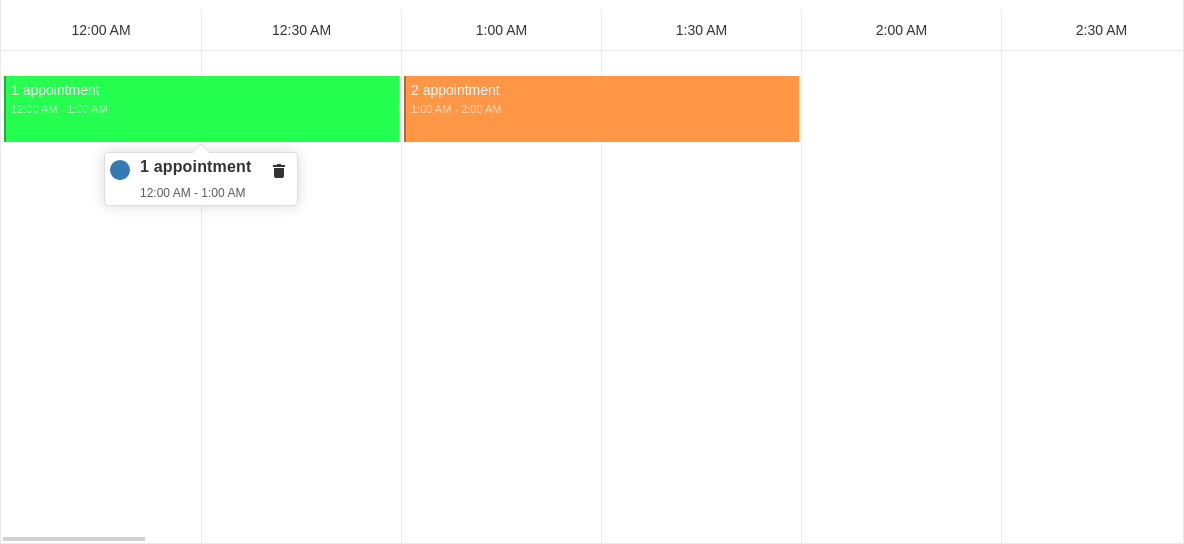 12:00 AM
12:30 AM
1:00 AM
1:30 AM
2:00 AM
2:30 AM
1 appointment
12:00 AM - 1:00 AM
2 appointment
1:00 AM - 2:00 AM
1 appointment
12:00 AM - 1:00 AM